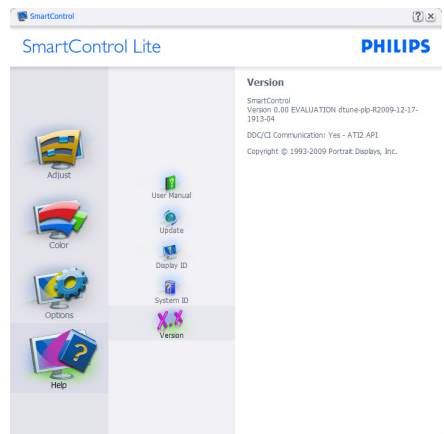 SmartControl
SmartControl Lite
PHILIPS
Adjust
Color
Options
Help
User Manual
Update
Display ID
System ID
X.X
Version
Version
SmartControl
Version 0.00 EVALUATION dtune-plp-R2009-12-17-
1913-04
DDC/CI Communication: Yes - ATI2 API
Copyright © 1993-2009 Portrait Displays, Inc.